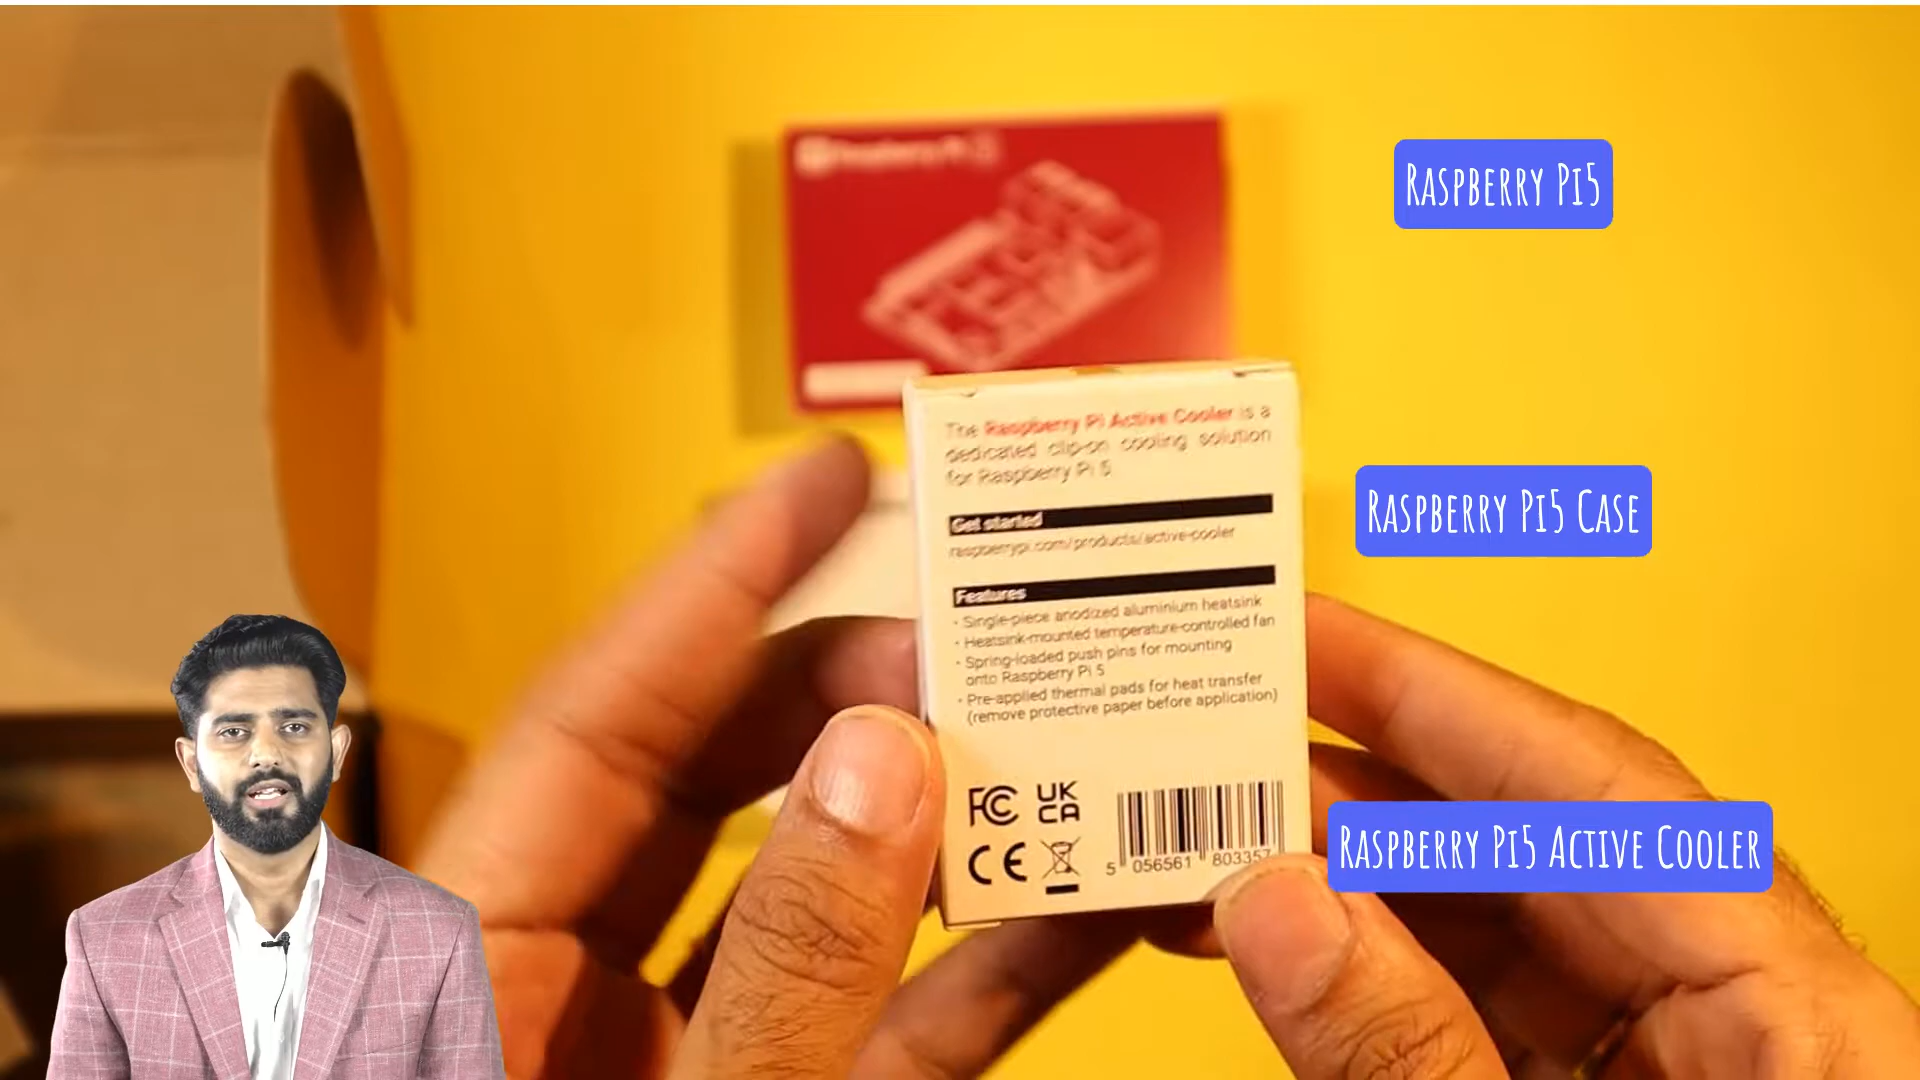 Raspberry Pi
Raspberry Pi5
The Raspberry Pi Active Cooler is a
dedicated clip-on cooling solution
for Raspberry Pi 5
Get started
raspberrypi.com/products/active-cooler
Features
· Single-piece anodized aluminium heatsink
· Heatsink-mounted temperature-controlled fan
· Spring-loaded push pins for mounting
onto Raspberry Pi 5
· Pre-applied thermal pads for heat transfer
(remove protective paper before application)
FC
UK
CA
CE
5 056561 803357
Raspberry Pi5 Case
Raspberry Pi5 Active Cooler